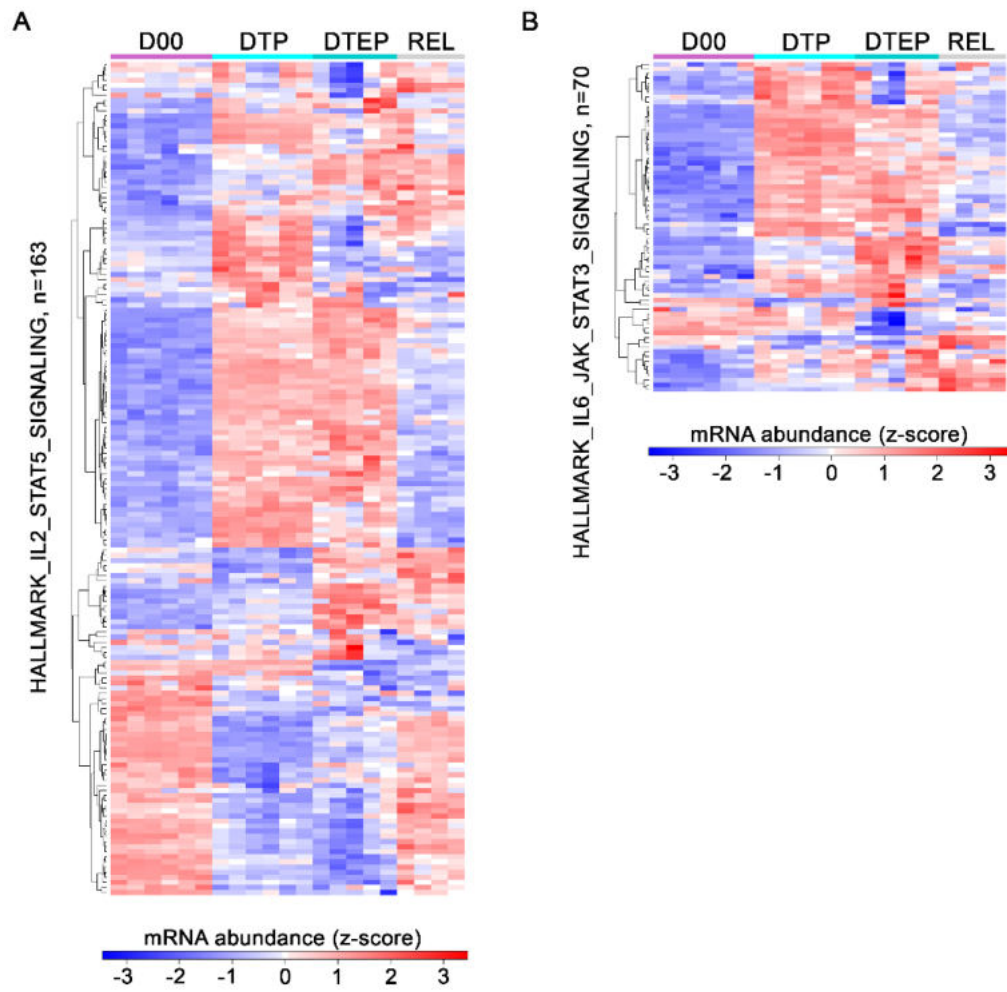 A
D00 DTP DTEP REL
HALLMARK_IL2_STAT5_SIGNALING, n=163
mRNA abundance (z-score)
-3 -2 -1 0 1 2 3
B
D00 DTP DTEP REL
HALLMARK_IL6_JAK_STAT3_SIGNALING, n=70
mRNA abundance (z-score)
-3 -2 -1 0 1 2 3